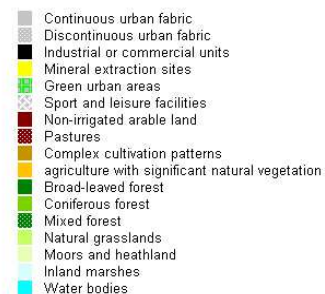 Continuous urban fabric
Discontinuous urban fabric
Industrial or commercial units
Mineral extraction sites
Green urban areas
Sport and leisure facilities
Non-irrigated arable land
Pastures
Complex cultivation patterns
agriculture with significant natural vegetation
Broad-leaved forest
Coniferous forest
Mixed forest
Natural grasslands
Moors and heathland
Inland marshes
Water bodies